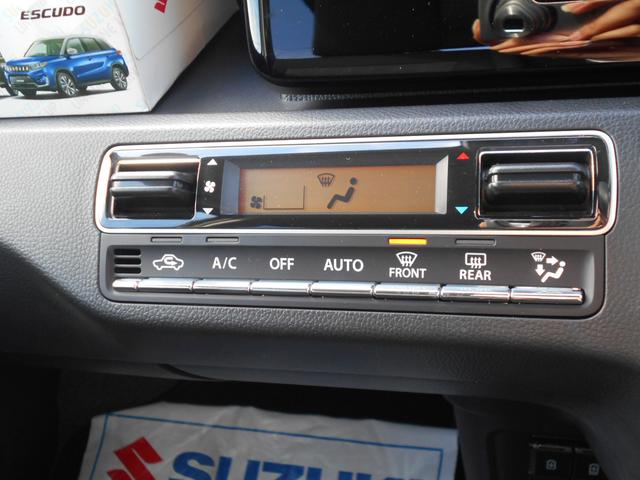 ESCUDO
A/C OFF AUTO FRONT REAR
SUZUKI